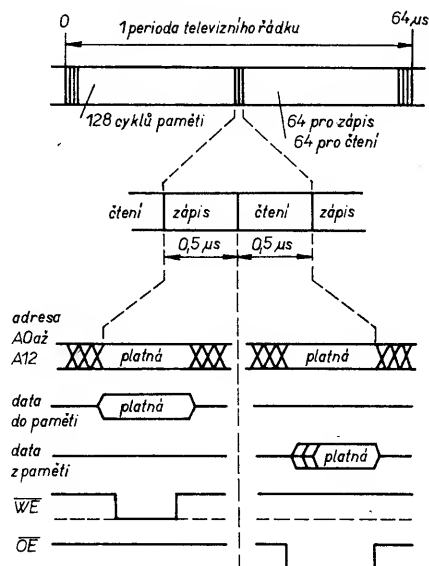 0
64 µs
1 perioda televizního řádku
128 cyklů paměti
64 pro zápis
64 pro čtení
čtení
zápis
čtení
zápis
0,5 µs
0,5 µs
adresa
A0 až
A12
platná
platná
data
do paměti
platná
data
z paměti
platná
WE
OE